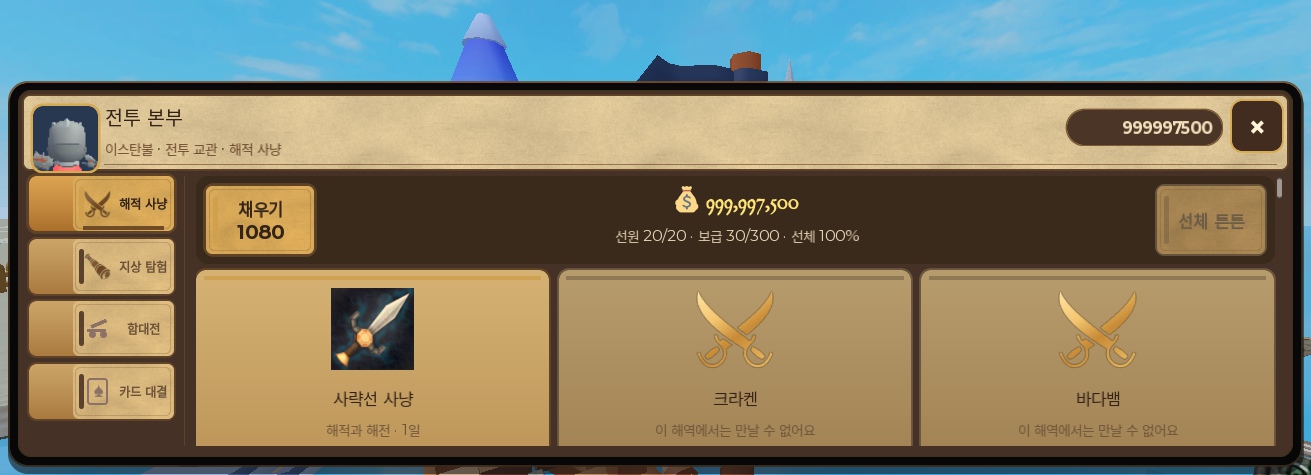 전투 본부
이스탄불 · 전투 교관 · 해적 사냥
999997500
×
해적 사냥
지상 탐험
함대전
카드 대결
채우기
1080
999,997,500
선원 20/20 · 보급 30/300 · 선체 100%
선체 튼튼
사략선 사냥
해적과 해전 · 1일
크라켄
이 해역에서는 만날 수 없어요
바다뱀
이 해역에서는 만날 수 없어요